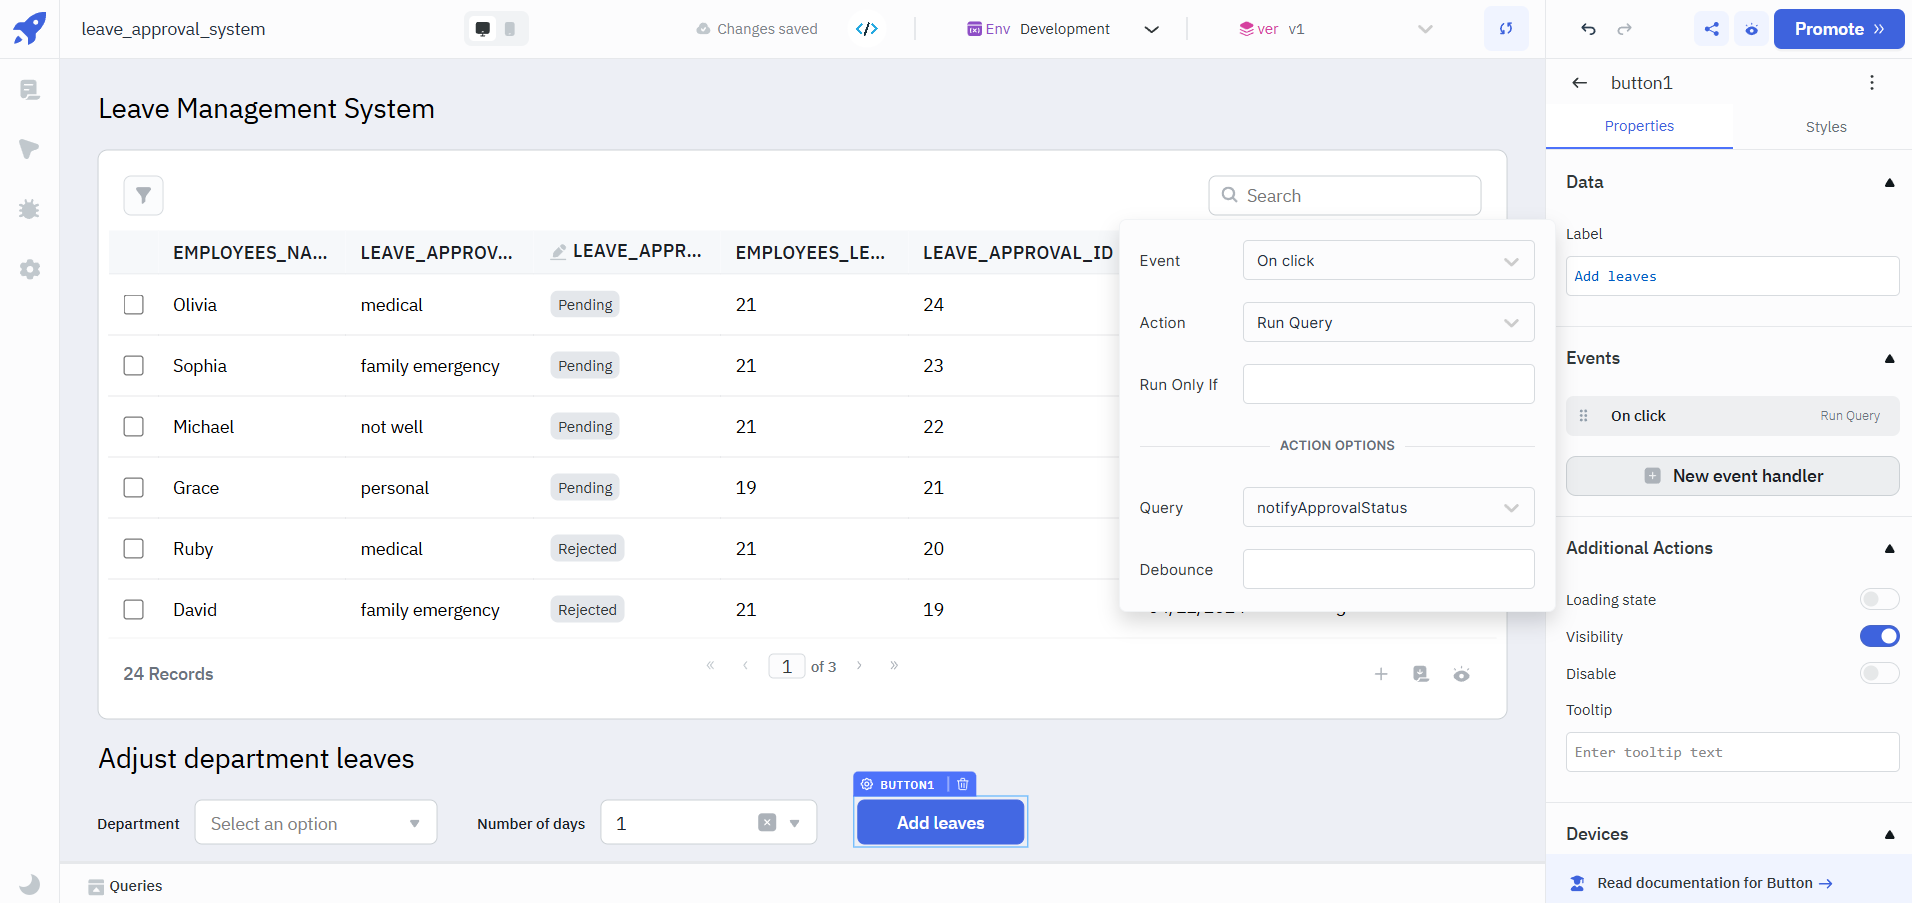 leave_approval_system
Changes saved
Env Development
ver v1
Promote
Leave Management System
Search
EMPLOYEES_NA... LEAVE_APPROV... LEAVE_APPR... EMPLOYEES_LE... LEAVE_APPROVAL_ID
Olivia medical Pending 21 24
Sophia family emergency Pending 21 23
Michael not well Pending 21 22
Grace personal Pending 19 21
Ruby medical Rejected 21 20
David family emergency Rejected 21 19
24 Records
1 of 3
Event On click
Action Run Query
Run Only If
ACTION OPTIONS
Query notifyApprovalStatus
Debounce
Adjust department leaves
Department Select an option
Number of days 1
BUTTON1
Add leaves
Queries
button1
Properties Styles
Data
Label
Add leaves
Events
On click Run Query
New event handler
Additional Actions
Loading state
Visibility
Disable
Tooltip
Enter tooltip text
Devices
Read documentation for Button →